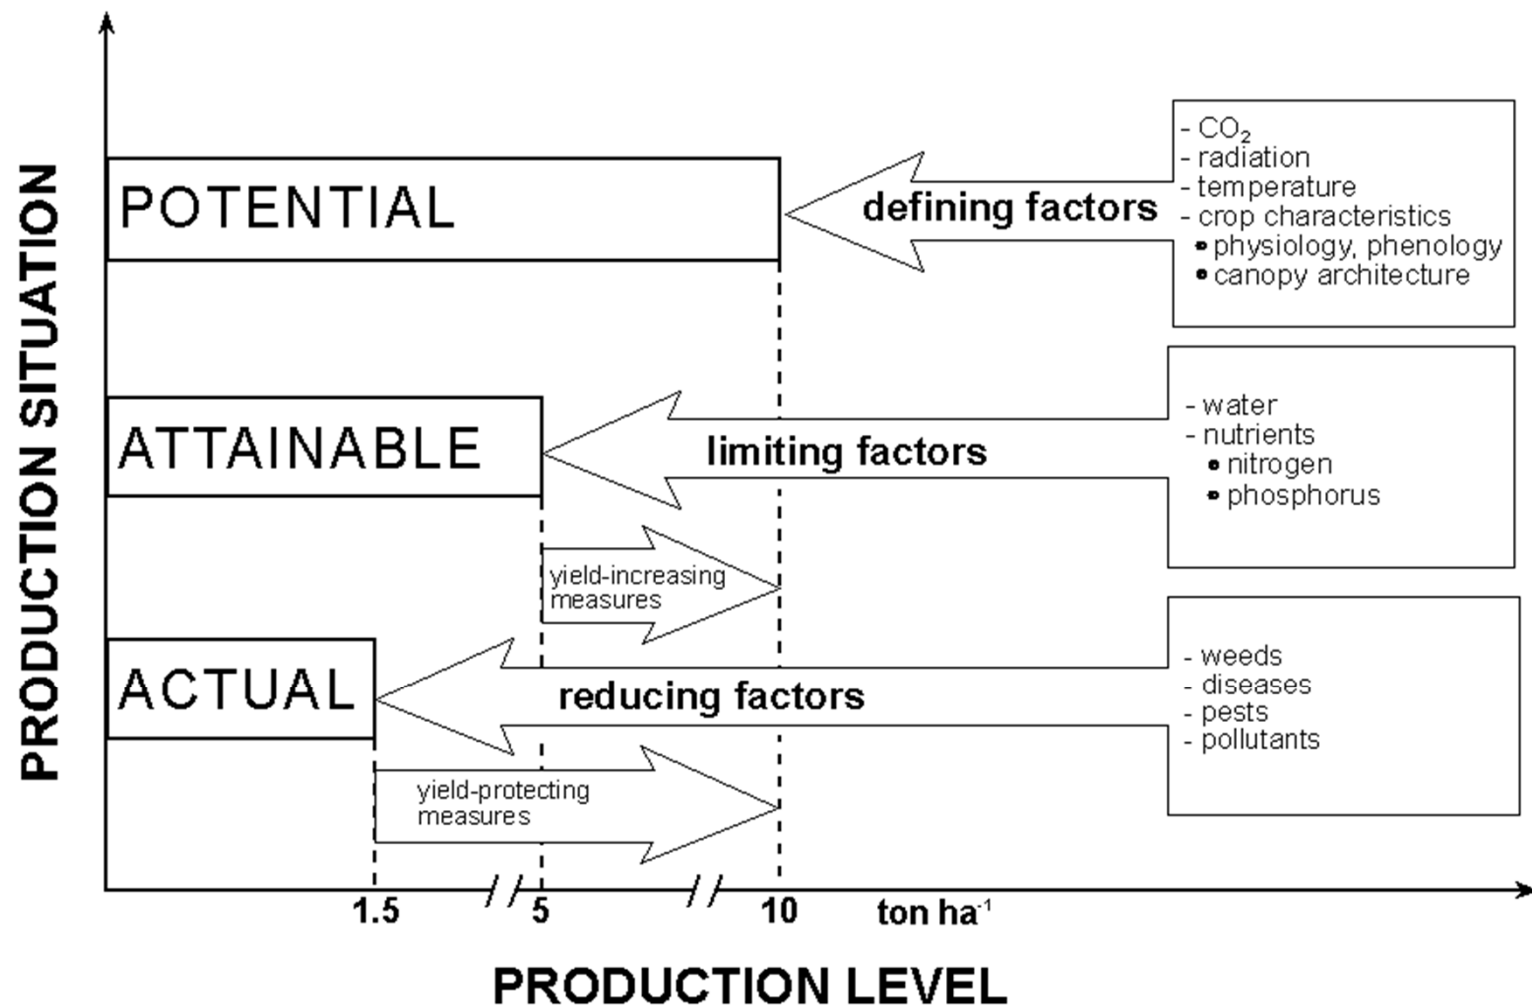 PRODUCTION SITUATION
POTENTIAL
defining factors
- CO₂
- radiation
- temperature
- crop characteristics
• physiology, phenology
• canopy architecture
ATTAINABLE
limiting factors
- water
- nutrients
• nitrogen
• phosphorus
yield-increasing
measures
ACTUAL
reducing factors
- weeds
- diseases
- pests
- pollutants
yield-protecting
measures
1.5 // 5 // 10 ton ha⁻¹
PRODUCTION LEVEL